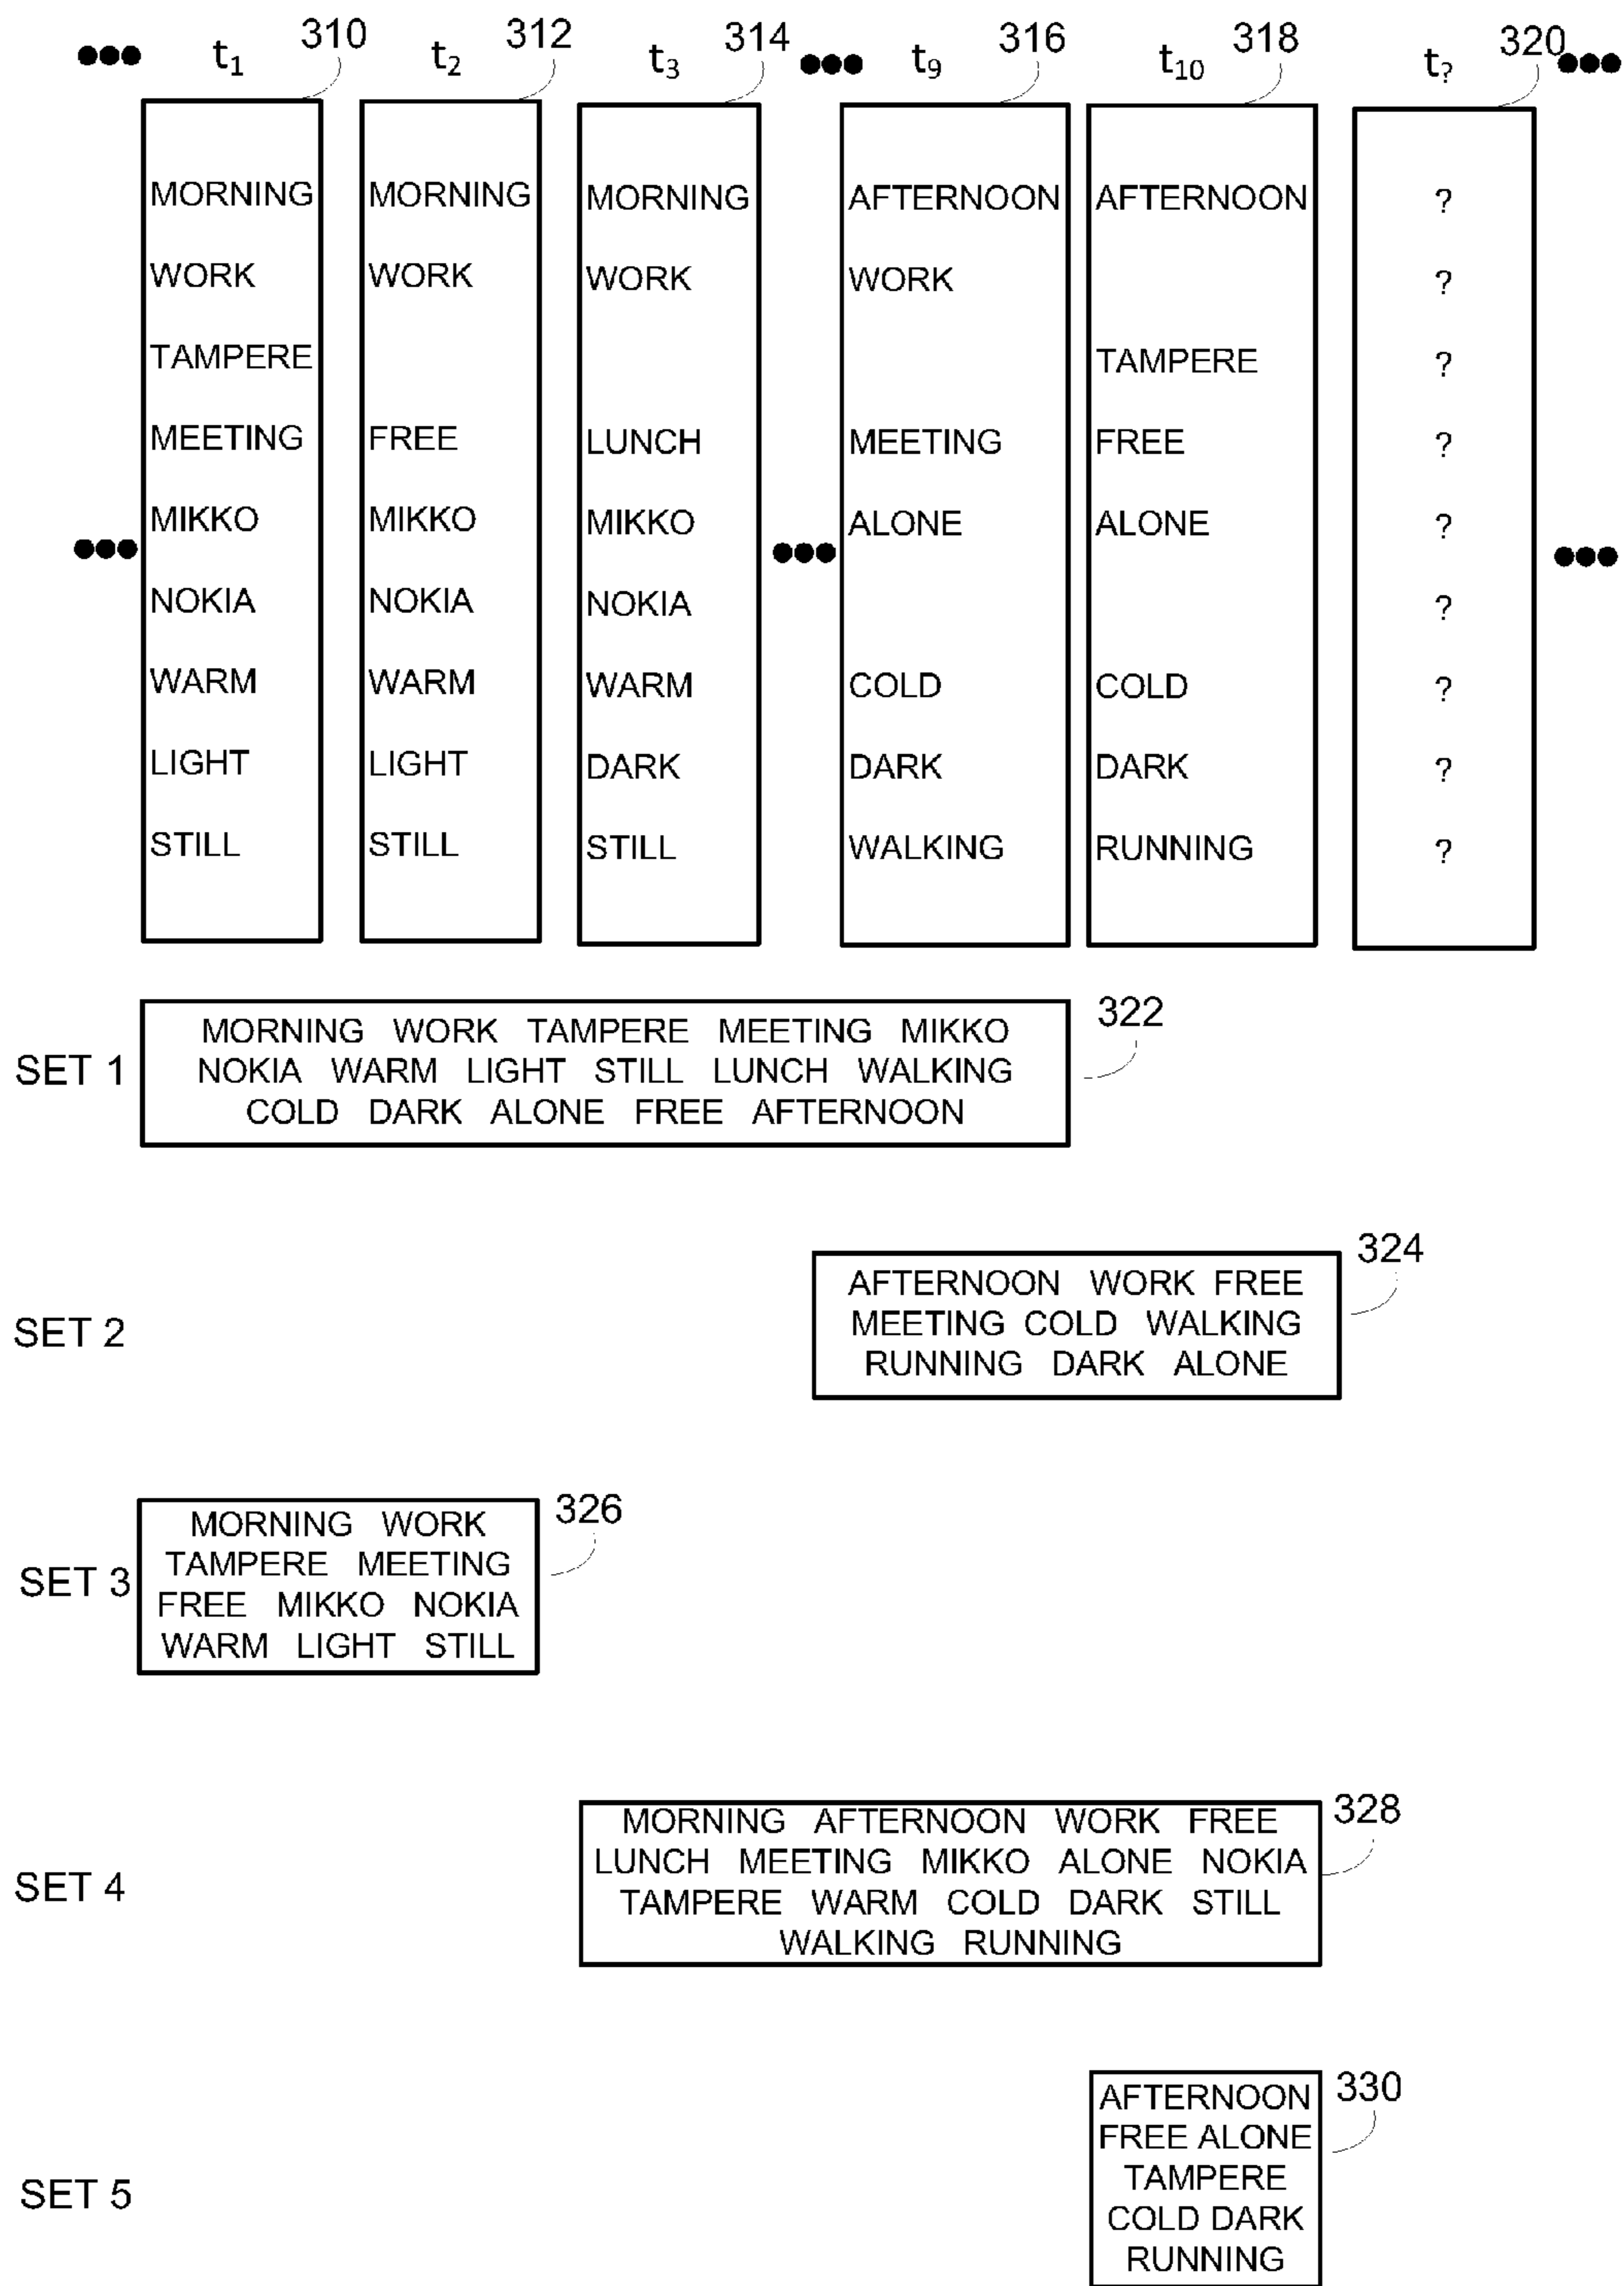 ••• t₁ 310 t₂ 312 t₃ 314 ••• t₉ 316 t₁₀ 318 t? 320 •••
MORNING MORNING MORNING AFTERNOON AFTERNOON ?
WORK WORK WORK WORK ?
TAMPERE TAMPERE ?
MEETING FREE LUNCH MEETING FREE ?
MIKKO MIKKO MIKKO ALONE ALONE ?
••• ••• •••
NOKIA NOKIA NOKIA ?
WARM WARM WARM COLD COLD ?
LIGHT LIGHT DARK DARK DARK ?
STILL STILL STILL WALKING RUNNING ?
SET 1
MORNING WORK TAMPERE MEETING MIKKO
NOKIA WARM LIGHT STILL LUNCH WALKING
COLD DARK ALONE FREE AFTERNOON
322
SET 2
AFTERNOON WORK FREE
MEETING COLD WALKING
RUNNING DARK ALONE
324
SET 3
MORNING WORK
TAMPERE MEETING
FREE MIKKO NOKIA
WARM LIGHT STILL
326
SET 4
MORNING AFTERNOON WORK FREE
LUNCH MEETING MIKKO ALONE NOKIA
TAMPERE WARM COLD DARK STILL
WALKING RUNNING
328
SET 5
AFTERNOON
FREE ALONE
TAMPERE
COLD DARK
RUNNING
330